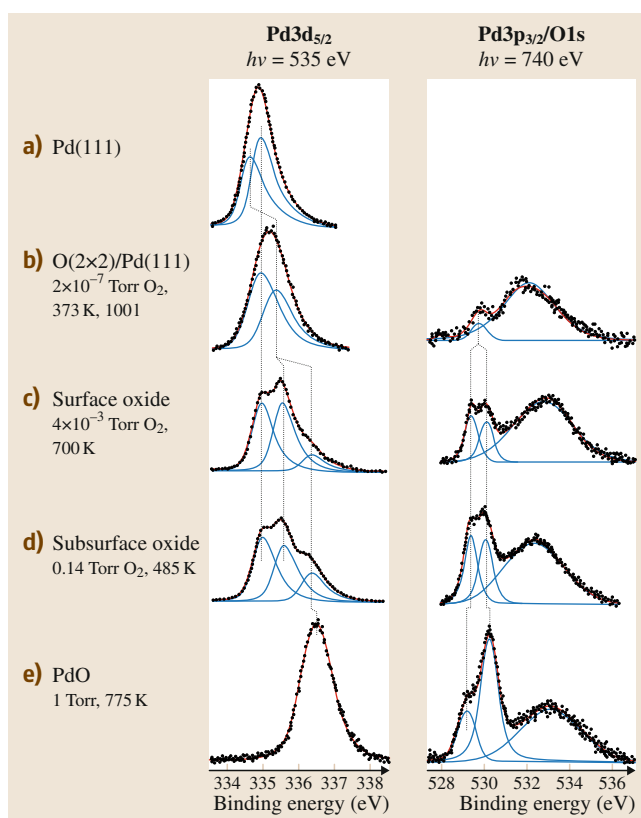 Pd3d5/2
hν = 535 eV
Pd3p3/2/O1s
hν = 740 eV
a) Pd(111)
b) O(2×2)/Pd(111)
2×10⁻⁷ Torr O₂,
373 K, 100l
c) Surface oxide
4×10⁻³ Torr O₂,
700 K
d) Subsurface oxide
0.14 Torr O₂, 485 K
e) PdO
1 Torr, 775 K
334 335 336 337 338
Binding energy (eV)
528 530 532 534 536
Binding energy (eV)